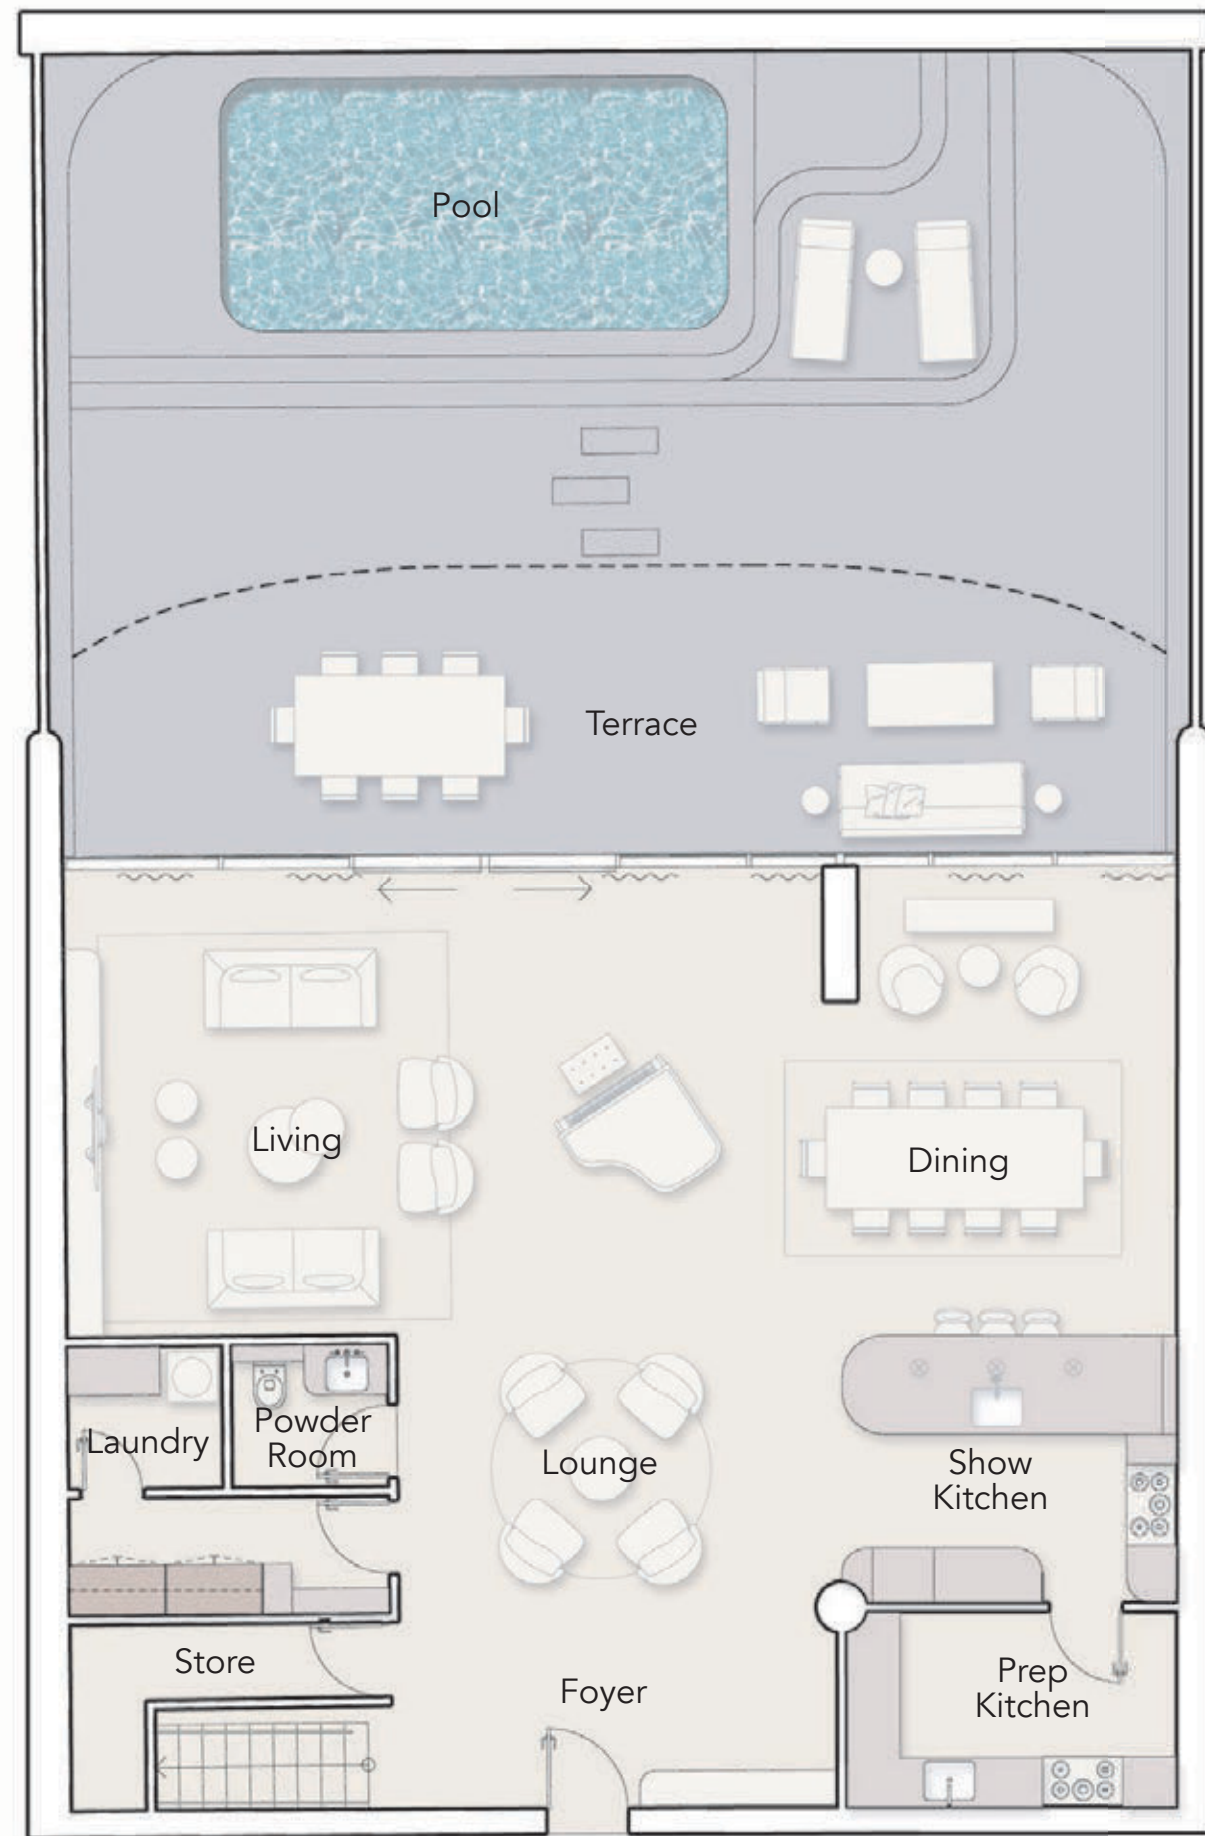 Pool
Terrace
Living
Dining
Laundry
Powder
Room
Lounge
Show
Kitchen
Store
Foyer
Prep
Kitchen